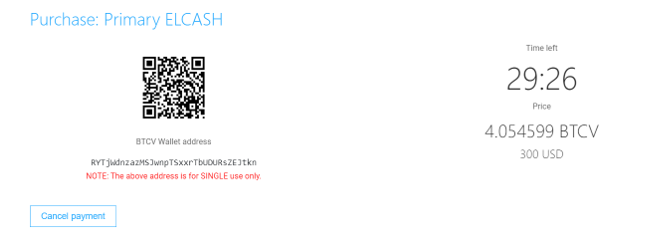 Purchase: Primary ELCASH
Time left
29:26
Price
4.054599 BTCV
300 USD
BTCV Wallet address
RYTjWdnzazMSJwnpTSxxrTbUDURsZEJtkn
NOTE: The above address is for SINGLE use only.
Cancel payment